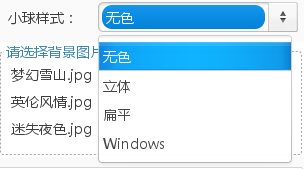 小球样式： 无色
请选择背景图片
无色
梦幻雪山.jpg
立体
英伦风情.jpg
扁平
迷失夜色.jpg
Windows